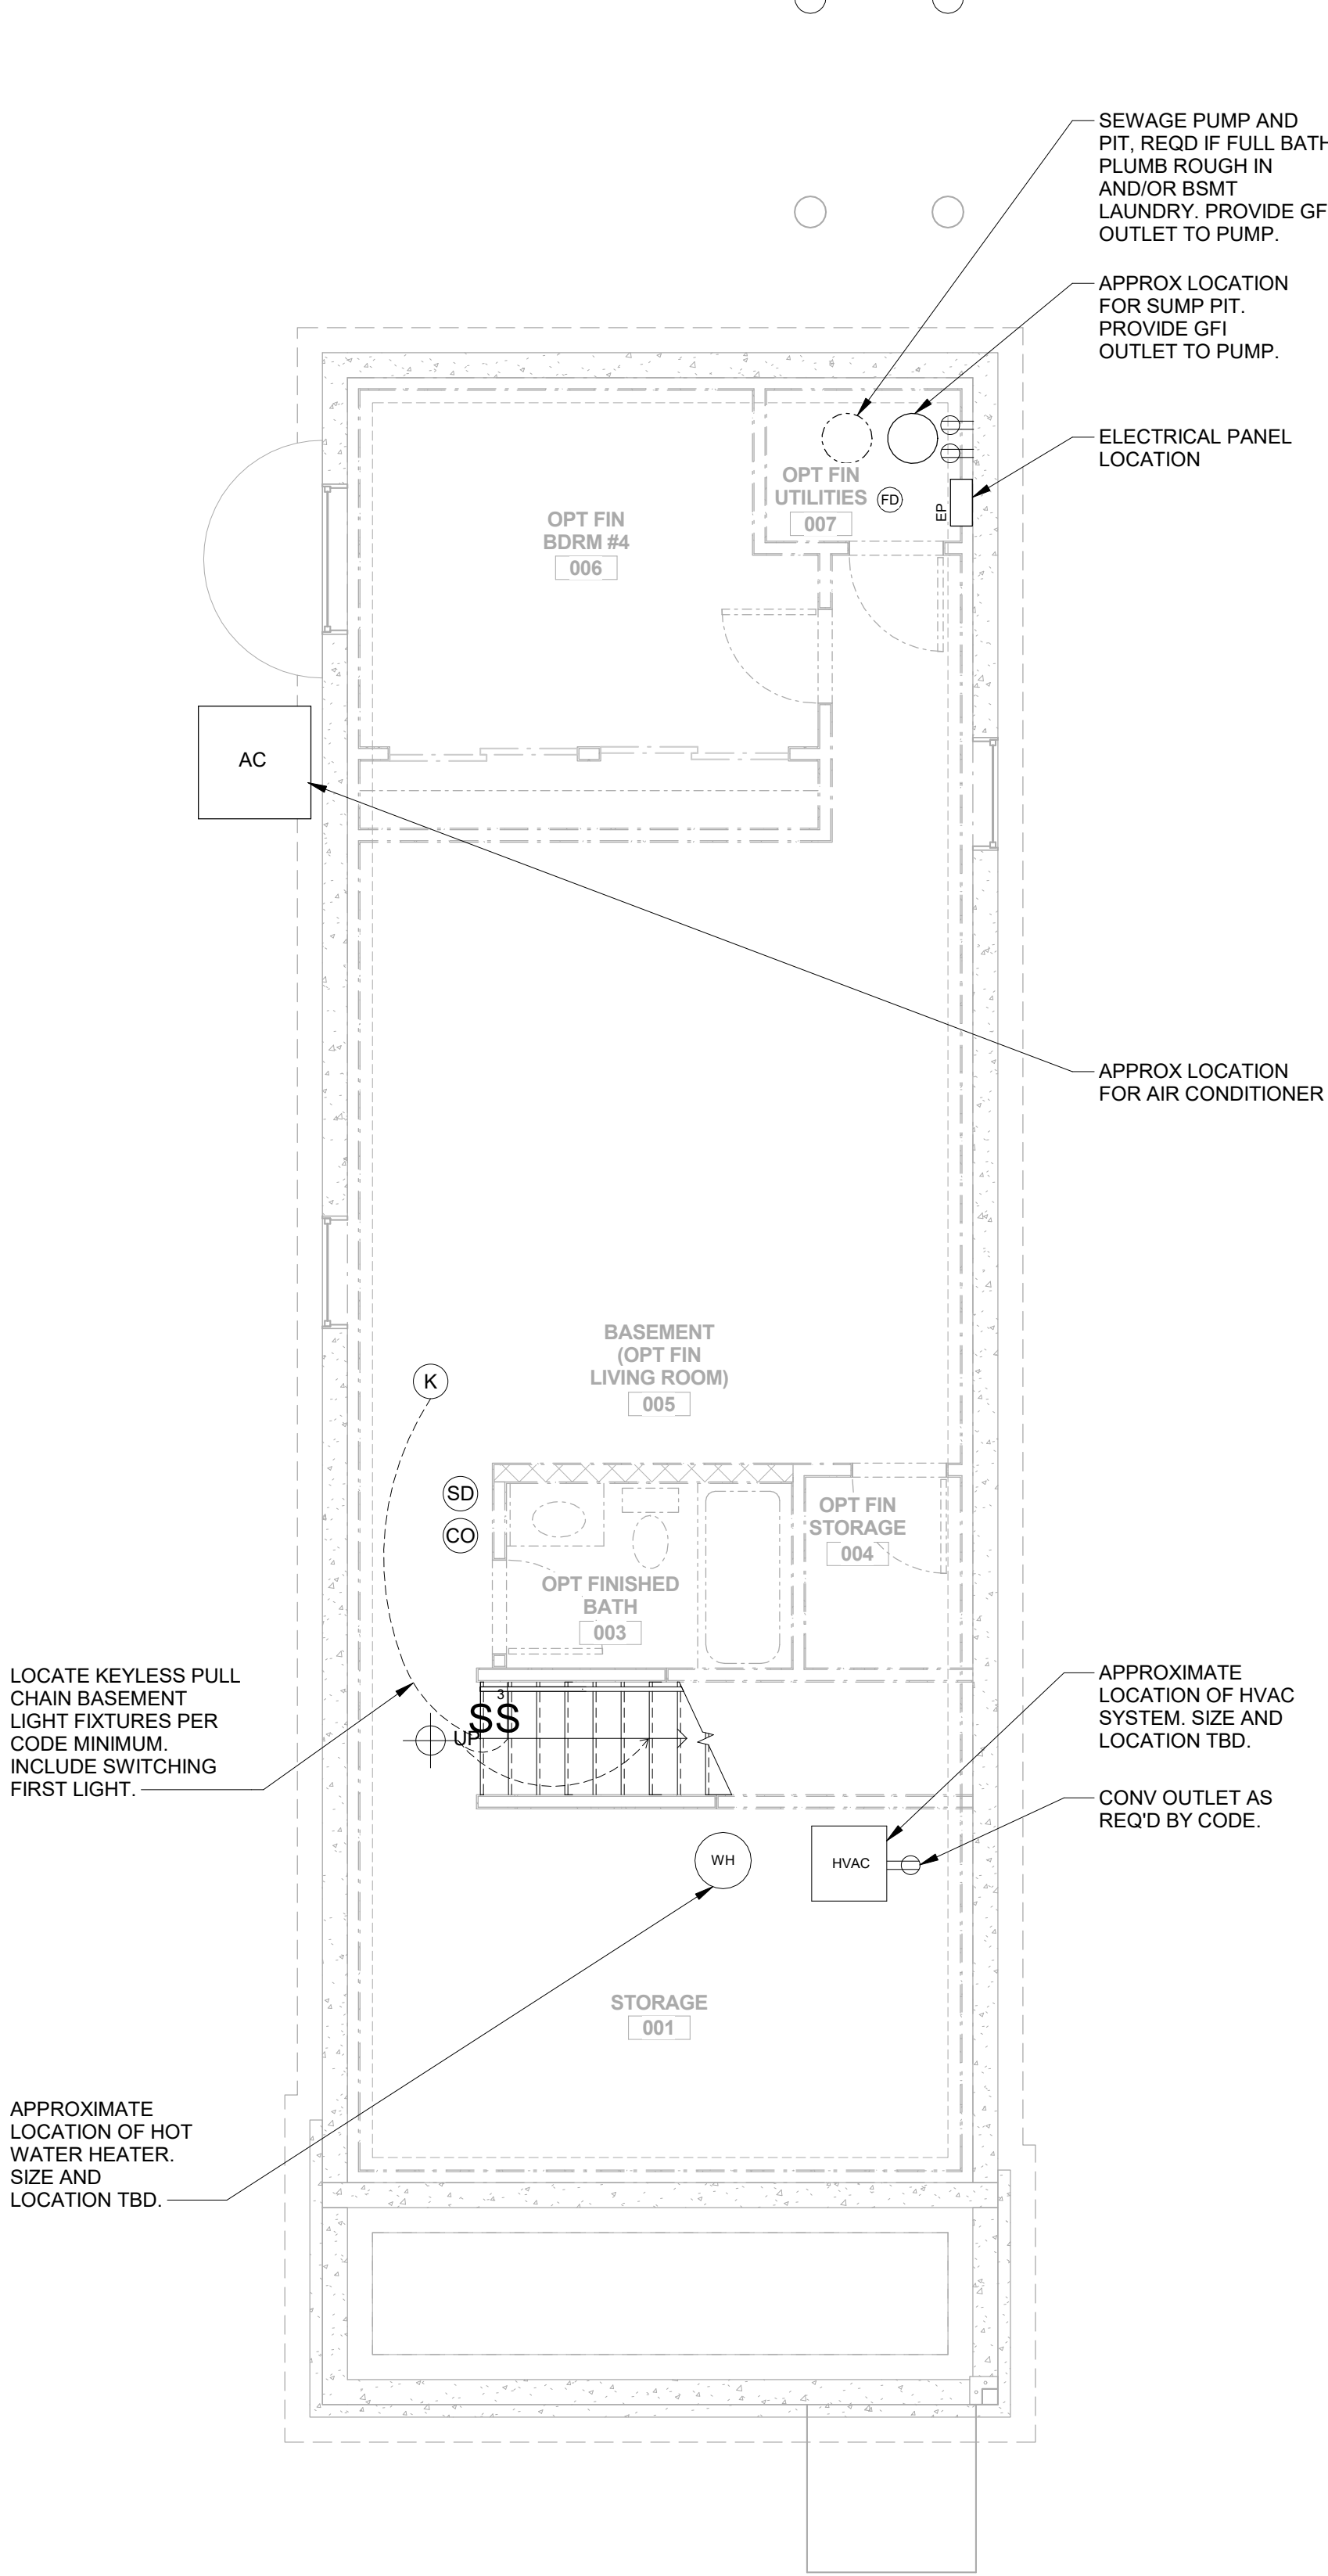 SEWAGE PUMP AND
PIT, REQD IF FULL BATH
PLUMB ROUGH IN
AND/OR BSMT
LAUNDRY. PROVIDE GF
OUTLET TO PUMP.
APPROX LOCATION
FOR SUMP PIT.
PROVIDE GFI
OUTLET TO PUMP.
ELECTRICAL PANEL
LOCATION
OPT FIN
UTILITIES
007
FD
EP
OPT FIN
BDRM #4
006
AC
APPROX LOCATION
FOR AIR CONDITIONER
BASEMENT
(OPT FIN
LIVING ROOM)
005
K
SD
CO
OPT FIN
STORAGE
004
OPT FINISHED
BATH
003
LOCATE KEYLESS PULL
CHAIN BASEMENT
LIGHT FIXTURES PER
CODE MINIMUM.
INCLUDE SWITCHING
FIRST LIGHT.
3
SS
UP
APPROXIMATE
LOCATION OF HVAC
SYSTEM. SIZE AND
LOCATION TBD.
CONV OUTLET AS
REQ'D BY CODE.
WH
HVAC
STORAGE
001
APPROXIMATE
LOCATION OF HOT
WATER HEATER.
SIZE AND
LOCATION TBD.